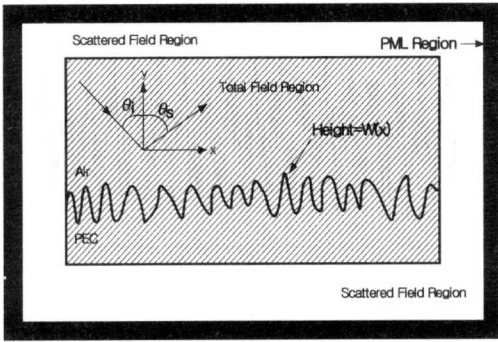 Scattered Field Region
PML Region
y
θi
θs
Total Field Region
x
Height=W(x)
Air
PEC
Scattered Field Region